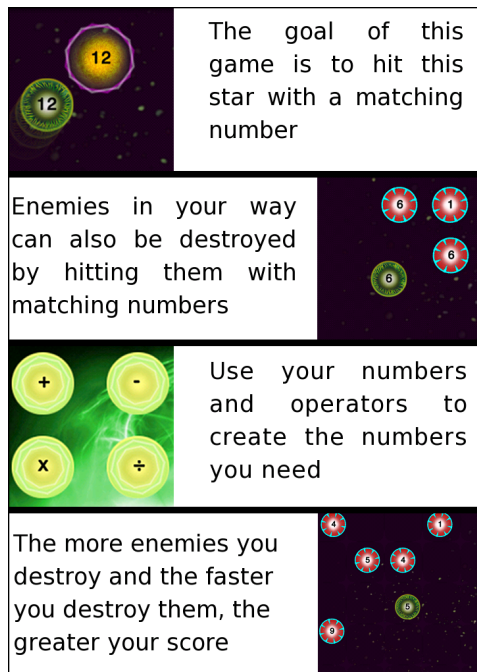 12
12
The goal of this
game is to hit this
star with a matching
number
Enemies in your way
can also be destroyed
by hitting them with
matching numbers
6 1
6
6
+ -
x ÷
Use your numbers
and operators to
create the numbers
you need
The more enemies you
destroy and the faster
you destroy them, the
greater your score
4 1
5 4
5
9